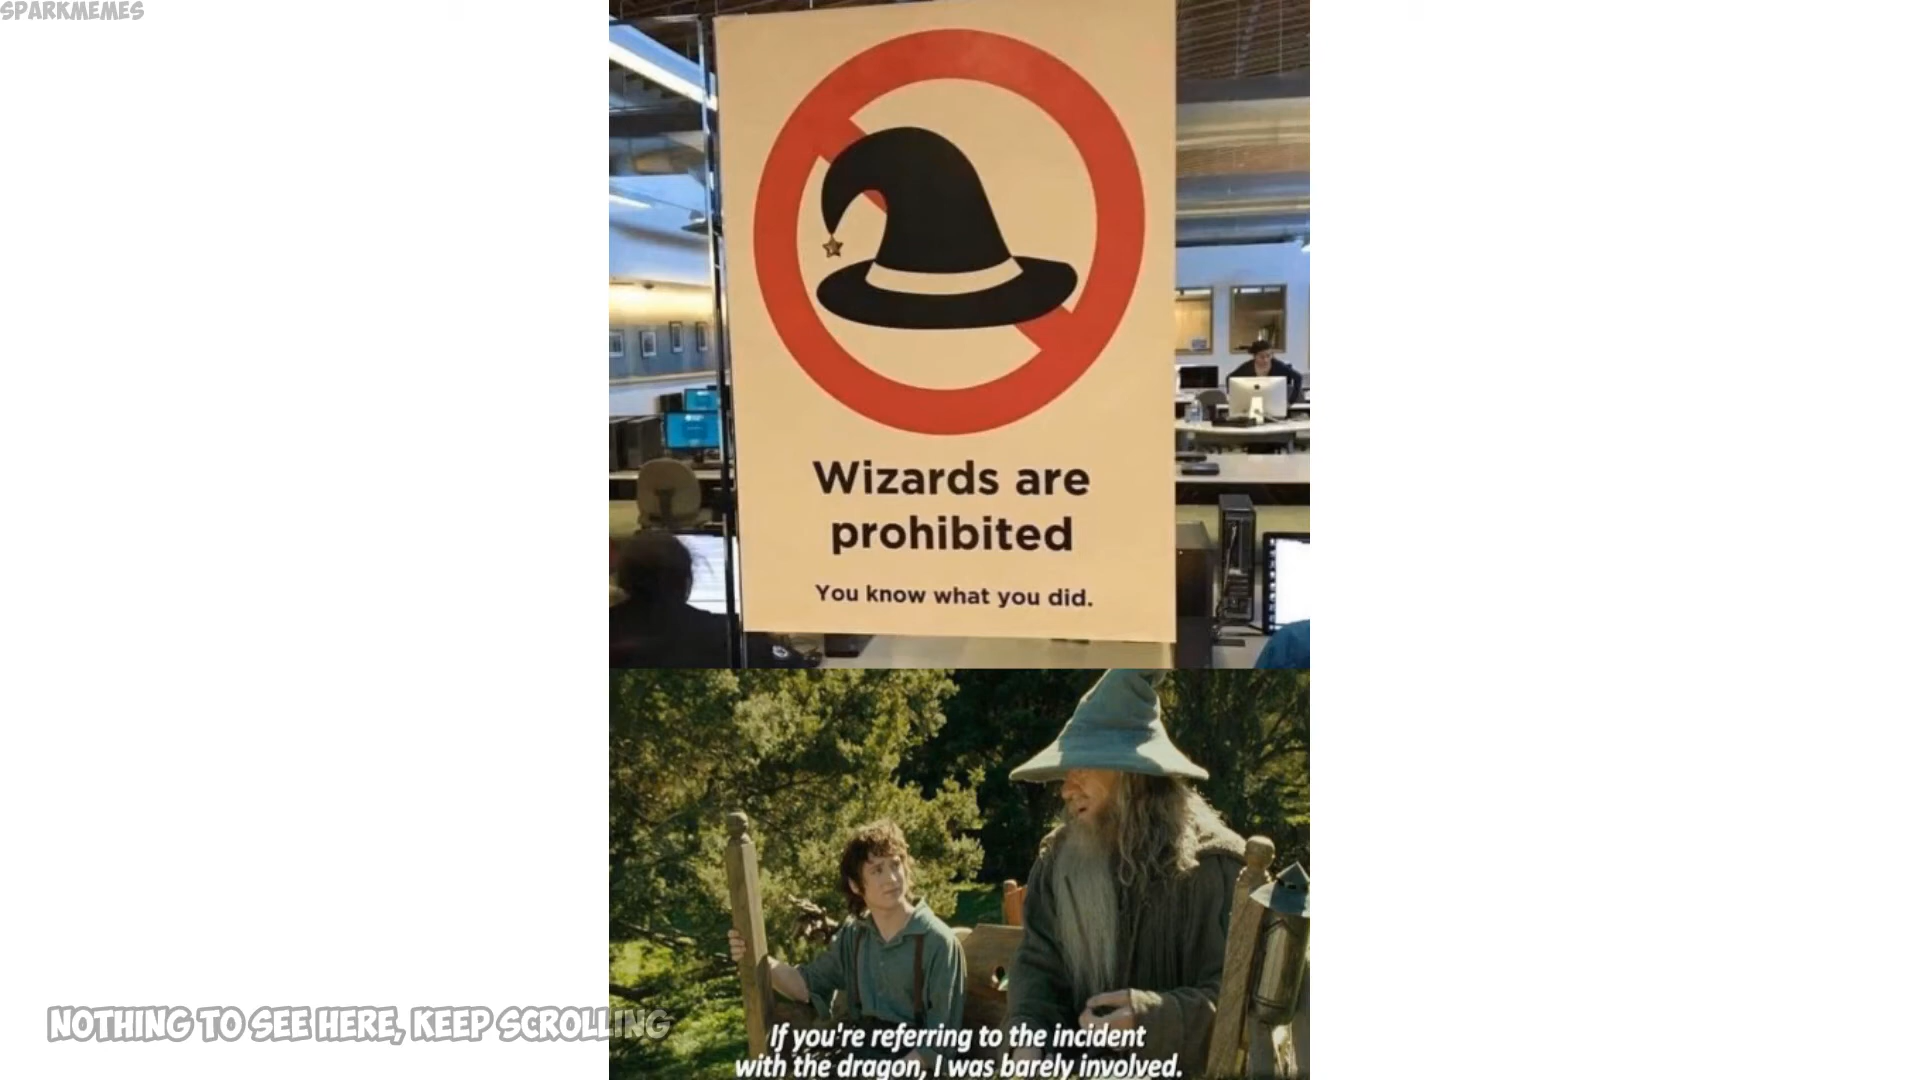 SPARKMEMES
Wizards are
prohibited
You know what you did.
NOTHING TO SEE HERE, KEEP SCROLLING
If you're referring to the incident
with the dragon, I was barely involved.